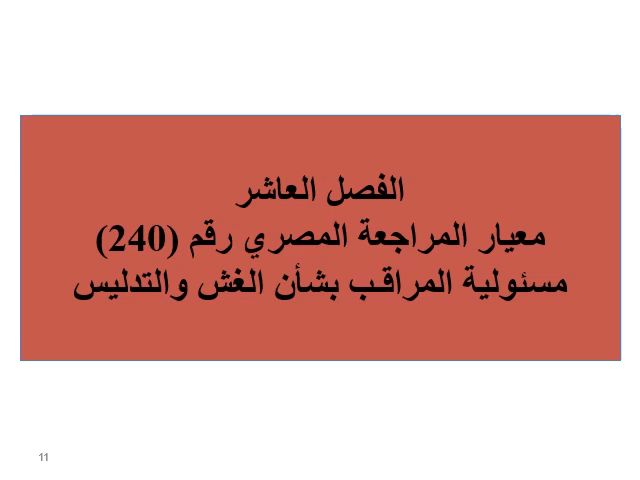 الفصل العاشر
معيار المراجعة المصري رقم (240)
مسئولية المراقب بشأن الغش والتدليس
11